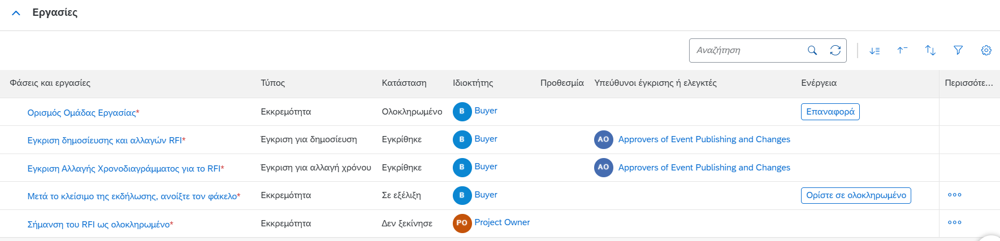 Εργασίες
Αναζήτηση
Φάσεις και εργασίες Τύπος Κατάσταση Ιδιοκτήτης Προθεσμία Υπεύθυνοι έγκρισης ή ελεγκτές Ενέργεια Περισσότε...
Ορισμός Ομάδας Εργασίας* Εκκρεμότητα Ολοκληρωμένο B Buyer Επαναφορά
Εγκριση δημοσίευσης και αλλαγών RFI* Έγκριση για δημοσίευση Εγκρίθηκε B Buyer AO Approvers of Event Publishing and Changes
Εγκριση Αλλαγής Χρονοδιαγράμματος για το RFI* Έγκριση για αλλαγή χρόνου Εγκρίθηκε B Buyer AO Approvers of Event Publishing and Changes
Μετά το κλείσιμο της εκδήλωσης, ανοίξτε τον φάκελο* Εκκρεμότητα Σε εξέλιξη B Buyer Ορίστε σε ολοκληρωμένο
Σήμανση του RFI ως ολοκληρωμένο* Εκκρεμότητα Δεν ξεκίνησε PO Project Owner